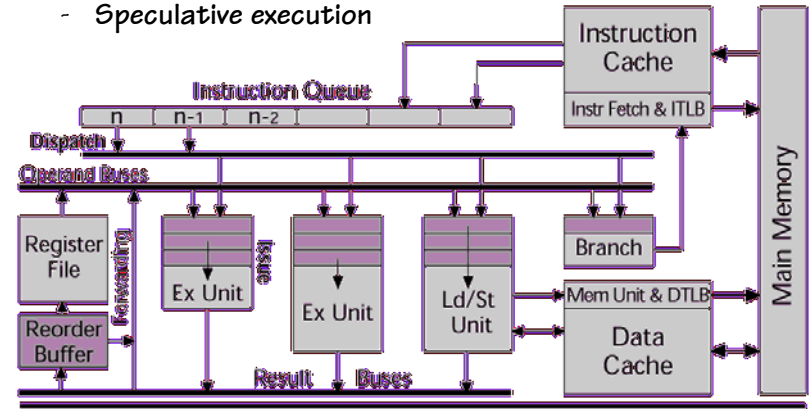 - Speculative execution
Instruction Cache
Instr Fetch & ITLB
Instruction Queue
n n-1 n-2
Dispatch
Operand Buses
Register File
Reorder Buffer
Forwarding
Ex Unit
Issue
Ex Unit
Ld/St Unit
Branch
Mem Unit & DTLB
Data Cache
Main Memory
Result Buses